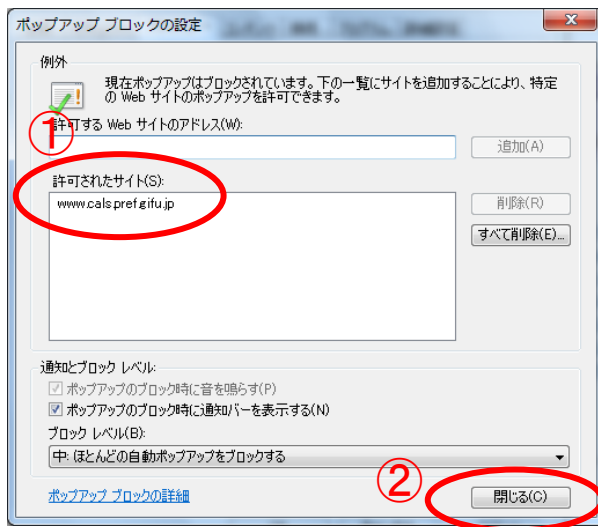 ポップアップ ブロックの設定
例外
現在ポップアップはブロックされています。下の一覧にサイトを追加することにより、特定
の Web サイトのポップアップを許可できます。
①
許可する Web サイトのアドレス(W):
追加(A)
許可されたサイト(S):
www.cals.pref.gifu.jp
削除(R)
すべて削除(E)...
通知とブロック レベル:
ポップアップのブロック時に音を鳴らす(P)
ポップアップのブロック時に通知バーを表示する(N)
ブロック レベル(B):
中: ほとんどの自動ポップアップをブロックする
②
ポップアップ ブロックの詳細
閉じる(C)